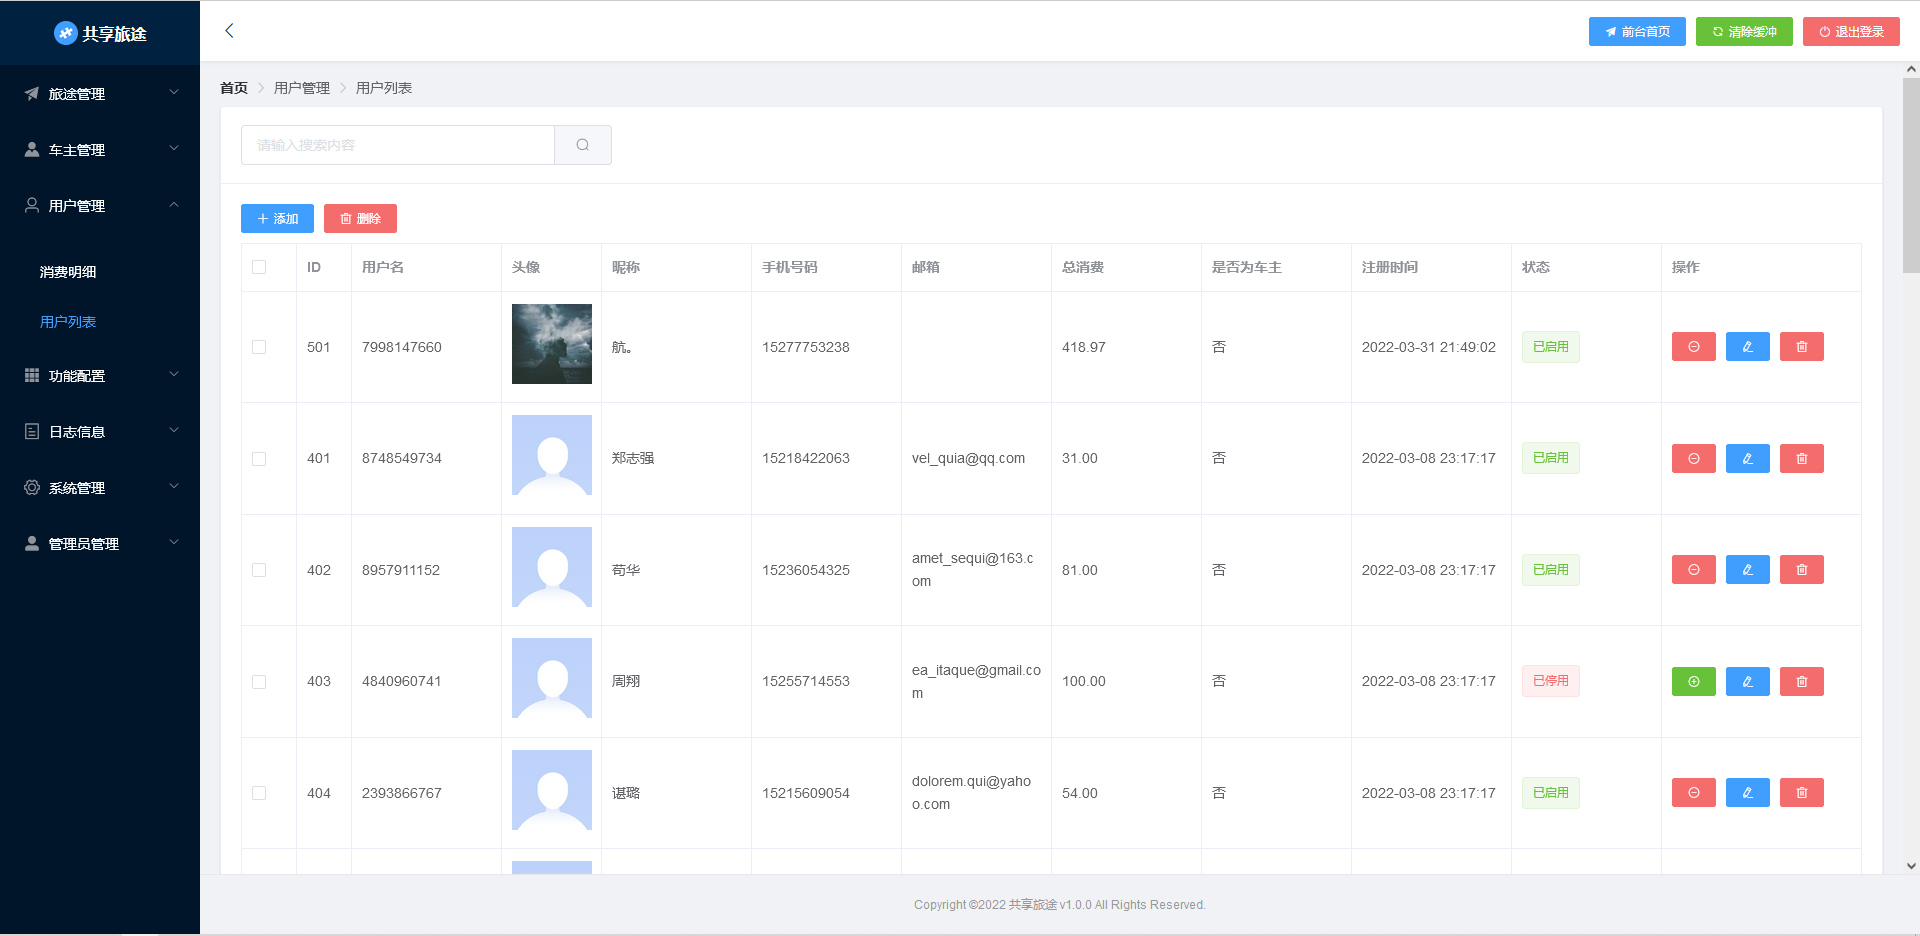 共享旅途
前台首页
清除缓冲
退出登录
旅途管理
车主管理
用户管理
消费明细
用户列表
功能配置
日志信息
系统管理
管理员管理
首页 用户管理 用户列表
请输入搜索内容
添加 删除
ID 用户名 头像 昵称 手机号码 邮箱 总消费 是否为车主 注册时间 状态 操作
501 7998147660 航。 15277753238 418.97 否 2022-03-31 21:49:02 已启用
401 8748549734 郑志强 15218422063 vel_quia@qq.com 31.00 否 2022-03-08 23:17:17 已启用
402 8957911152 苟华 15236054325 amet_sequi@163.c 81.00 否 2022-03-08 23:17:17 已启用
om
403 4840960741 周翔 15255714553 ea_itaque@gmail.co 100.00 否 2022-03-08 23:17:17 已停用
m
404 2393866767 谌璐 15215609054 dolorem.qui@yaho 54.00 否 2022-03-08 23:17:17 已启用
o.com
Copyright ©2022 共享旅途 v1.0.0 All Rights Reserved.